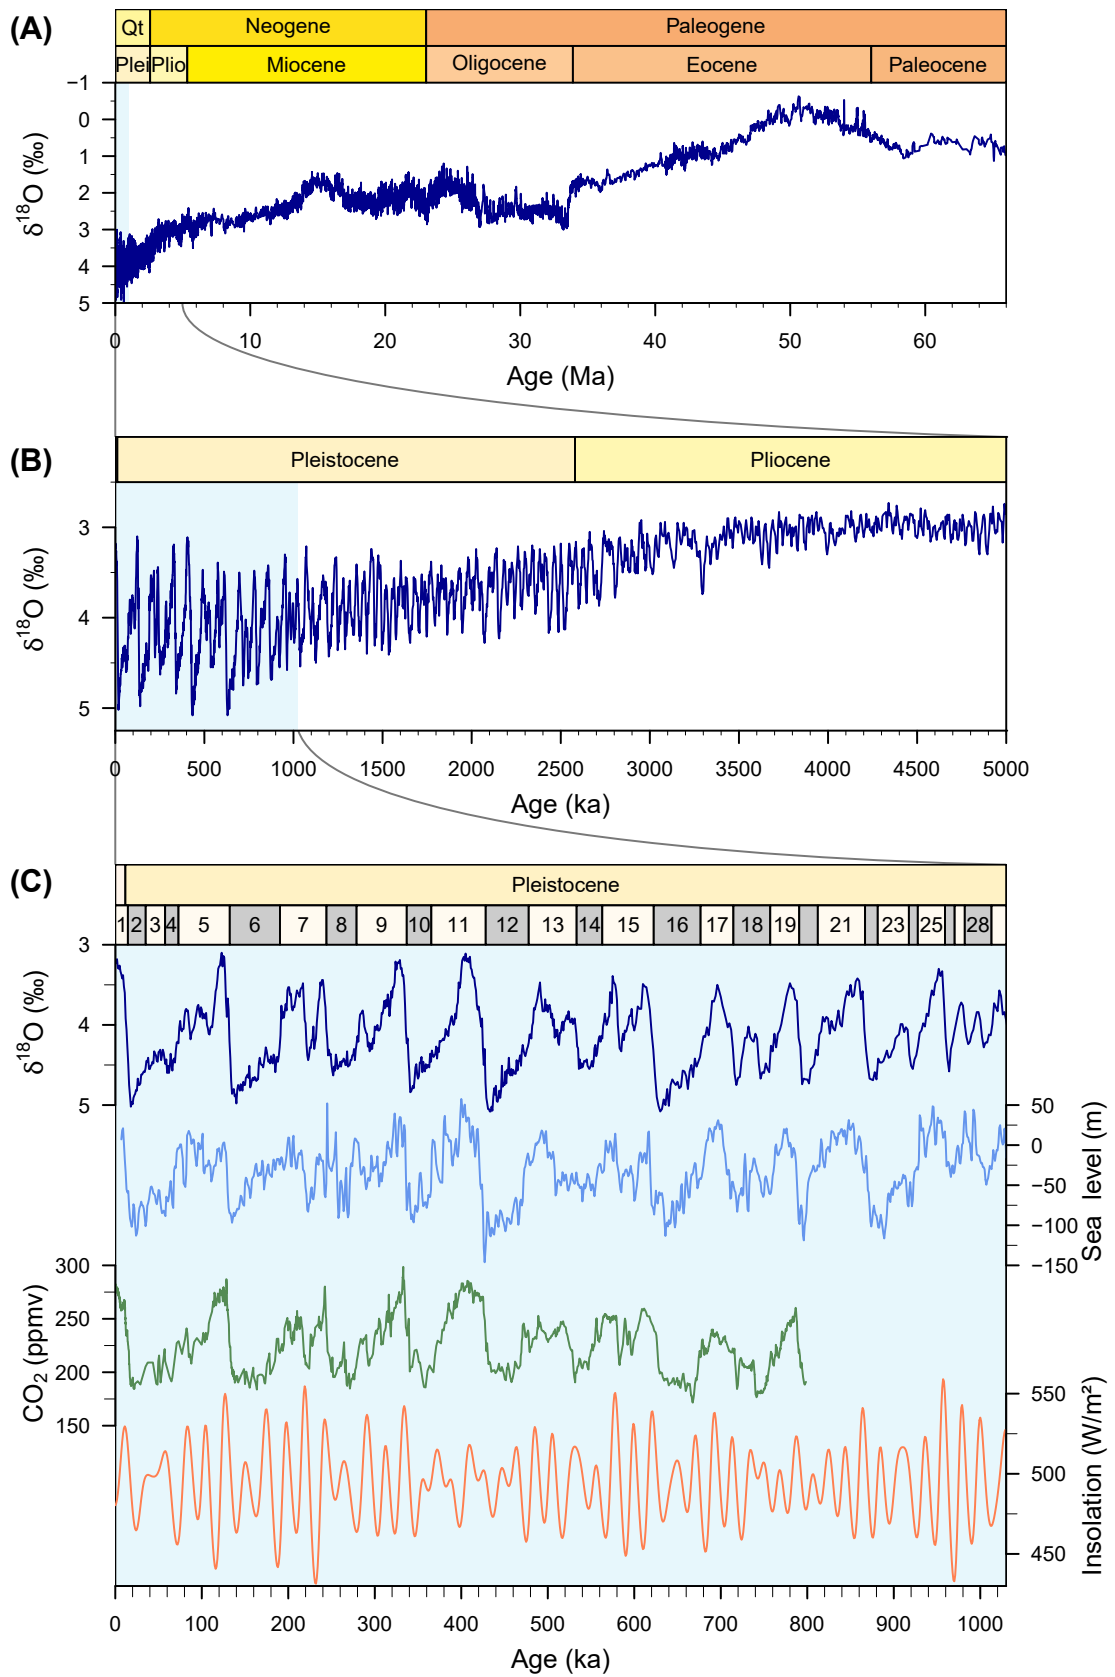 (A)
Qt Neogene Paleogene
Plei Plio Miocene Oligocene Eocene Paleocene
−1
0
1
2
3
4
5
δ18O (‰)
0 10 20 30 40 50 60
Age (Ma)
(B)
Pleistocene Pliocene
3
4
5
δ18O (‰)
0 500 1000 1500 2000 2500 3000 3500 4000 4500 5000
Age (ka)
(C)
Pleistocene
1 2 3 4 5 6 7 8 9 10 11 12 13 14 15 16 17 18 19 21 23 25 28
3
4
5
δ18O (‰)
50
0
−50
−100
−150
Sea level (m)
300
250
200
150
CO2 (ppmv)
550
500
450
Insolation (W/m²)
0 100 200 300 400 500 600 700 800 900 1000
Age (ka)